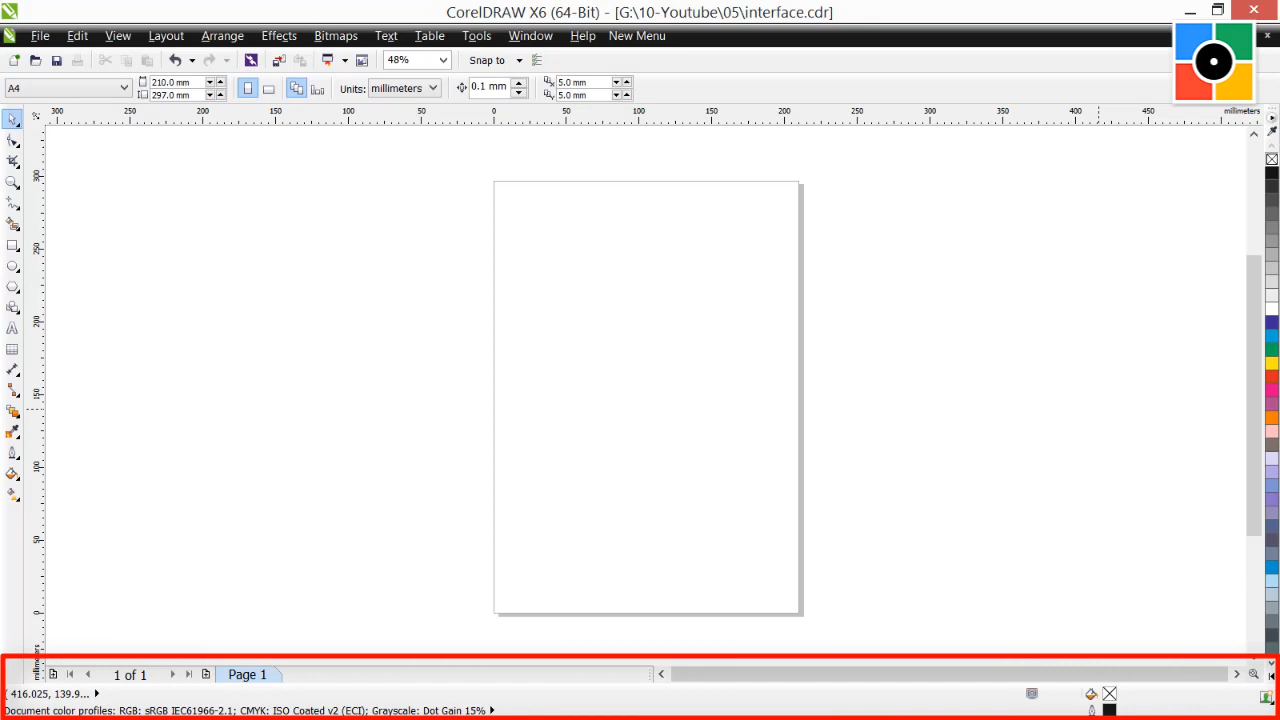 CorelDRAW X6 (64-Bit) - [G:\10-Youtube\05\interface.cdr]
File Edit View Layout Arrange Effects Bitmaps Text Table Tools Window Help New Menu
48% Snap to
A4 210.0 mm 297.0 mm Units: millimeters 0.1 mm 5.0 mm 5.0 mm
300 250 200 150 100 50 0 50 100 150 200 250 300 350 400 450 millimeters
300
250
200
150
100
50
0
millimeters
1 of 1 Page 1
( 416.025, 139.9...
Document color profiles: RGB: sRGB IEC61966-2.1; CMYK: ISO Coated v2 (ECI); Grayscale: Dot Gain 15%